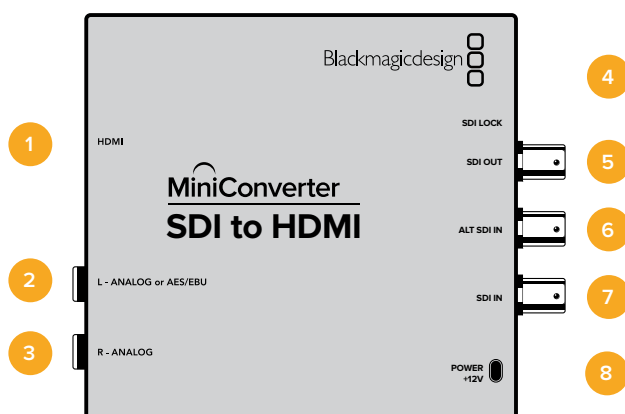 Blackmagicdesign
4
SDI LOCK
1
HDMI
SDI OUT
5
MiniConverter
SDI to HDMI
ALT SDI IN
6
2
L - ANALOG or AES/EBU
SDI IN
7
3
R - ANALOG
POWER
+12V
8